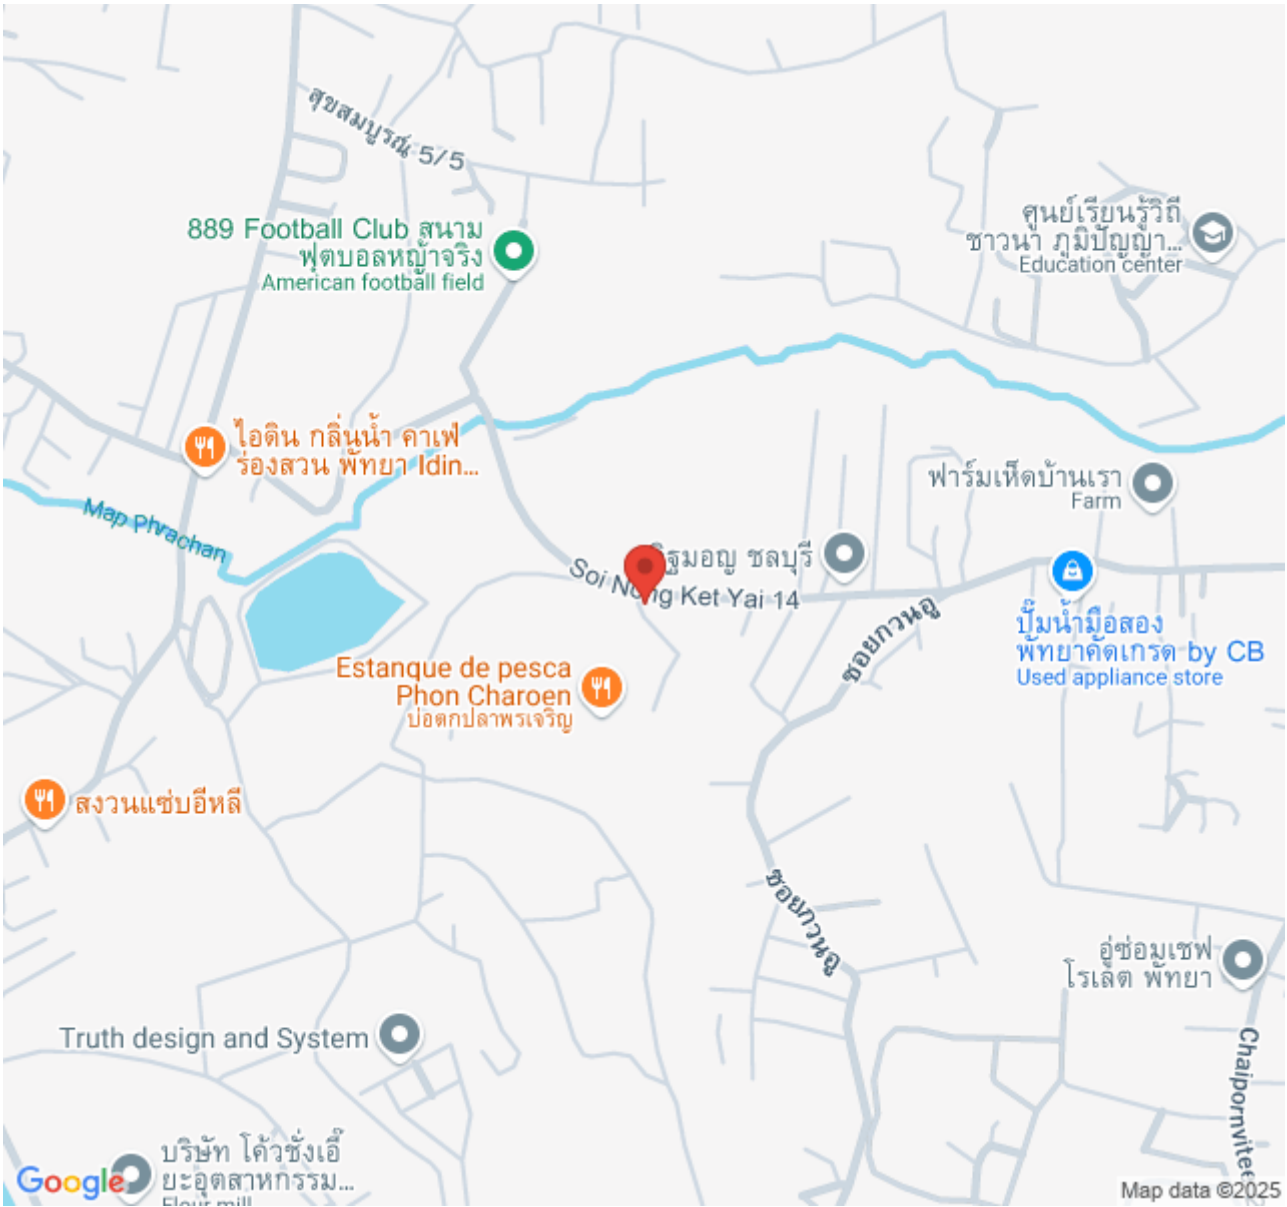 สุขสมบูรณ์ 5/5
889 Football Club สนาม
ฟุตบอลหญ้าจริง
American football field
ศูนย์เรียนรู้วิถี
ชาวนา ภูมิปัญญา...
Education center
ไอดิน กลิ่นน้ำ คาเฟ่
ร่องสวน พัทยา Idin...
Map Phrachan
ฟาร์มเห็ดบ้านเรา
Farm
ิฐมอญ ชลบุรี
Soi Nong Ket Yai 14
ซอยกวนอู
ปั๊มน้ำมือสอง
พัทยาคัดเกรด by CB
Used appliance store
Estanque de pesca
Phon Charoen
บ่อตกปลาพรเจริญ
สงวนแซ่บอีหลี
ซอยกวนอู
อู่ซ่อมเชฟ
โรเล็ต พัทยา
Truth design and System
Chaipornvitee
บริษัท โค้วชั่งเอี๊
ยะอุตสาหกรรม...
Flour mill
Google
Map data ©2025